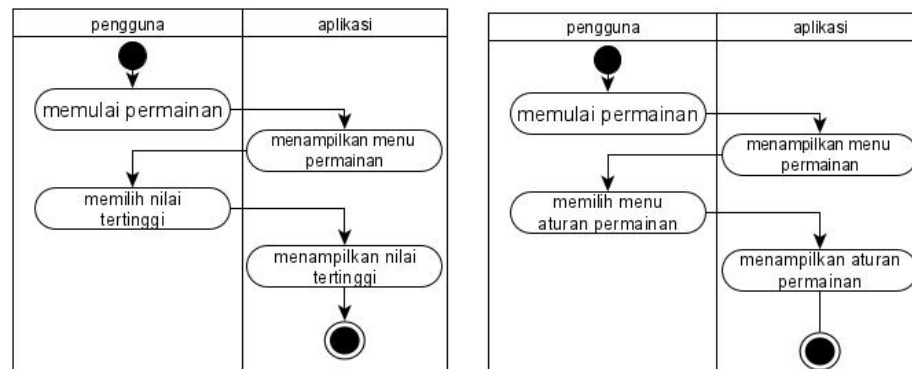 pengguna
aplikasi
memulai permainan
menampilkan menu
permainan
memilih nilai
tertinggi
menampilkan nilai
tertinggi
pengguna
aplikasi
memulai permainan
menampilkan menu
permainan
memilih menu
aturan permainan
menampilkan aturan
permainan